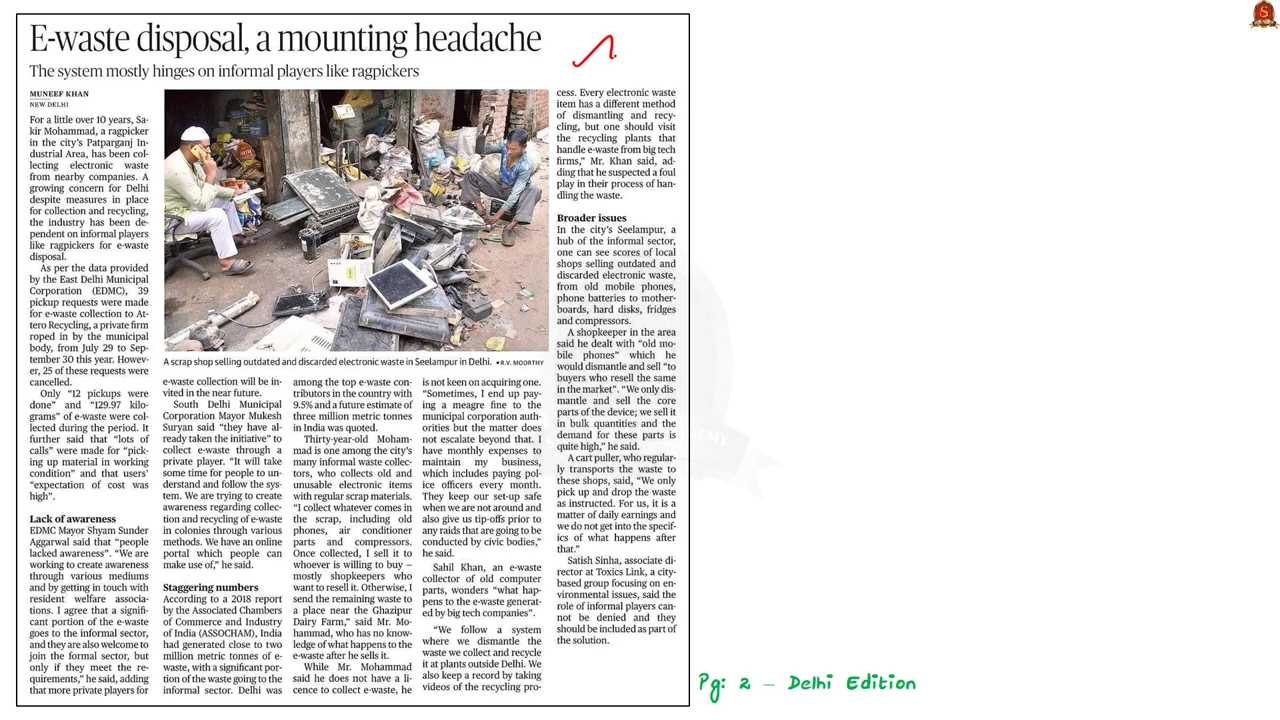 E-waste disposal, a mounting headache
The system mostly hinges on informal players like ragpickers
MUNEEF KHAN
NEW DELHI
For a little over 10 years, Sa-
kir Mohammad, a ragpicker
in the city's Patparganj In-
dustrial Area, has been col-
lecting electronic waste
from nearby companies. A
growing concern for Delhi
despite measures in place
for collection and recycling,
the industry has been de-
pendent on informal players
like ragpickers for e-waste
disposal.
As per the data provided
by the East Delhi Municipal
Corporation (EDMC), 39
pickup requests were made
for e-waste collection to At-
tero Recycling, a private firm
roped in by the municipal
body, from July 29 to Sep-
tember 30 this year. Howev-
er, 25 of these requests were
cancelled.
Only “12 pickups were
done” and “129.97 kilo-
grams” of e-waste were col-
lected during the period. It
further said that “lots of
calls” were made for “pick-
ing up material in working
condition” and that users’
“expectation of cost was
high”.
Lack of awareness
EDMC Mayor Shyam Sunder
Aggarwal said that “people
lacked awareness”. “We are
working to create awareness
through various mediums
and by getting in touch with
resident welfare associa-
tions. I agree that a signifi-
cant portion of the e-waste
goes to the informal sector,
and they are also welcome to
join the formal sector, but
only if they meet the re-
quirements,” he said, adding
that more private players for
A scrap shop selling outdated and discarded electronic waste in Seelampur in Delhi. •R.V. MOORTHY
e-waste collection will be in-
vited in the near future.
South Delhi Municipal
Corporation Mayor Mukesh
Suryan said “they have al-
ready taken the initiative” to
collect e-waste through a
private player. “It will take
some time for people to un-
derstand and follow the sys-
tem. We are trying to create
awareness regarding collec-
tion and recycling of e-waste
in colonies through various
methods. We have an online
portal which people can
make use of,” he said.
Staggering numbers
According to a 2018 report
by the Associated Chambers
of Commerce and Industry
of India (ASSOCHAM), India
had generated close to two
million metric tonnes of e-
waste, with a significant por-
tion of the waste going to the
informal sector. Delhi was
among the top e-waste con-
tributors in the country with
9.5% and a future estimate of
three million metric tonnes
in India was quoted.
Thirty-year-old Moham-
mad is one among the city's
many informal waste collec-
tors, who collects old and
unusable electronic items
with regular scrap materials.
“I collect whatever comes in
the scrap, including old
phones, air conditioner
parts and compressors.
Once collected, I sell it to
whoever is willing to buy –
mostly shopkeepers who
want to resell it. Otherwise, I
send the remaining waste to
a place near the Ghazipur
Dairy Farm,” said Mr. Mo-
hammad, who has no know-
ledge of what happens to the
e-waste after he sells it.
While Mr. Mohammad
said he does not have a li-
cence to collect e-waste, he
is not keen on acquiring one.
“Sometimes, I end up pay-
ing a meagre fine to the
municipal corporation auth-
orities but the matter does
not escalate beyond that. I
have monthly expenses to
maintain my business,
which includes paying pol-
ice officers every month.
They keep our set-up safe
when we are not around and
also give us tip-offs prior to
any raids that are going to be
conducted by civic bodies,”
he said.
Sahil Khan, an e-waste
collector of old computer
parts, wonders “what hap-
pens to the e-waste generat-
ed by big tech companies”.
“We follow a system
where we dismantle the
waste we collect and recycle
it at plants outside Delhi. We
also keep a record by taking
videos of the recycling pro-
cess. Every electronic waste
item has a different method
of dismantling and recy-
cling, but one should visit
the recycling plants that
handle e-waste from big tech
firms,” Mr. Khan said, ad-
ding that he suspected a foul
play in their process of han-
dling the waste.
Broader issues
In the city's Seelampur, a
hub of the informal sector,
one can see scores of local
shops selling outdated and
discarded electronic waste,
from old mobile phones,
phone batteries to mother-
boards, hard disks, fridges
and compressors.
A shopkeeper in the area
said he dealt with “old mo-
bile phones” which he
would dismantle and sell “to
buyers who resell the same
in the market”. “We only dis-
mantle and sell the core
parts of the device; we sell it
in bulk quantities and the
demand for these parts is
quite high,” he said.
A cart puller, who regular-
ly transports the waste to
these shops, said, “We only
pick up and drop the waste
as instructed. For us, it is a
matter of daily earnings and
we do not get into the specif-
ics of what happens after
that.”
Satish Sinha, associate di-
rector at Toxics Link, a city-
based group focusing on en-
vironmental issues, said the
role of informal players can-
not be denied and they
should be included as part of
the solution.
Pg: 2 – Delhi Edition